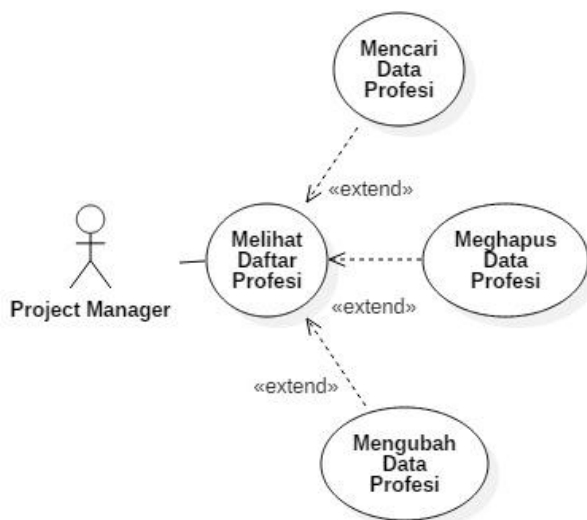 Mencari
Data
Profesi
«extend»
Melihat
Daftar
Profesi
Meghapus
Data
Profesi
Project Manager
«extend»
«extend»
Mengubah
Data
Profesi